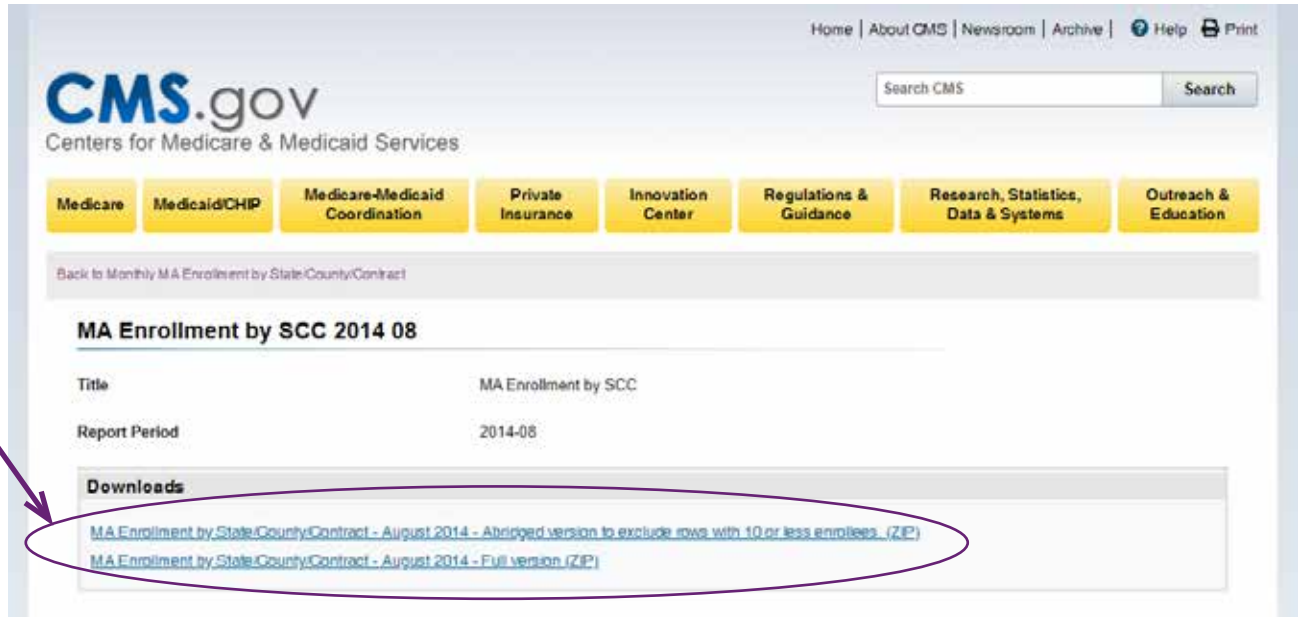 Home | About CMS | Newsroom | Archive | Help Print
CMS.gov
Search CMS Search
Centers for Medicare & Medicaid Services
Medicare Medicaid/CHIP Medicare-Medicaid Coordination Private Insurance Innovation Center Regulations & Guidance Research, Statistics, Data & Systems Outreach & Education
Back to Monthly MA Enrollment by State/County/Contract
MA Enrollment by SCC 2014 08
Title MA Enrollment by SCC
Report Period 2014-08
Downloads
MA Enrollment by State/County/Contract - August 2014 - Abridged version to exclude rows with 10 or less enrollees. (ZIP)
MA Enrollment by State/County/Contract - August 2014 - Full version (ZIP)